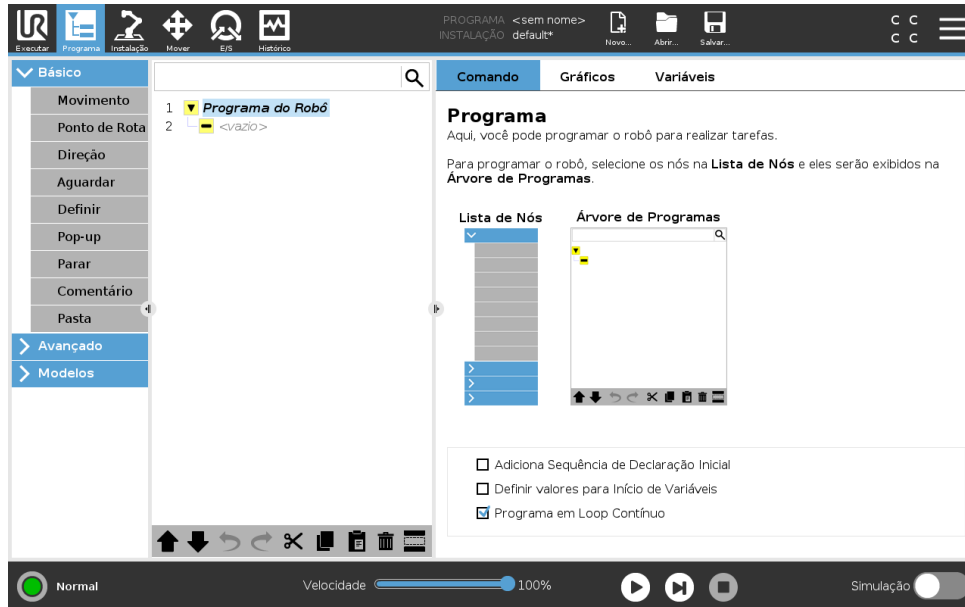 UR
Executar
Programa
Instalação
Mover
E/S
Histórico
PROGRAMA <sem nome>
INSTALAÇÃO default*
Novo...
Abrir...
Salvar...
C C
C C
Básico
Movimento
Ponto de Rota
Direção
Aguardar
Definir
Pop-up
Parar
Comentário
Pasta
Avançado
Modelos
1 Programa do Robô
2 <vazio>
Comando Gráficos Variáveis
Programa
Aqui, você pode programar o robô para realizar tarefas.
Para programar o robô, selecione os nós na Lista de Nós e eles serão exibidos na
Árvore de Programas.
Lista de Nós Árvore de Programas
Adiciona Sequência de Declaração Inicial
Definir valores para Início de Variáveis
Programa em Loop Contínuo
Normal
Velocidade 100%
Simulação